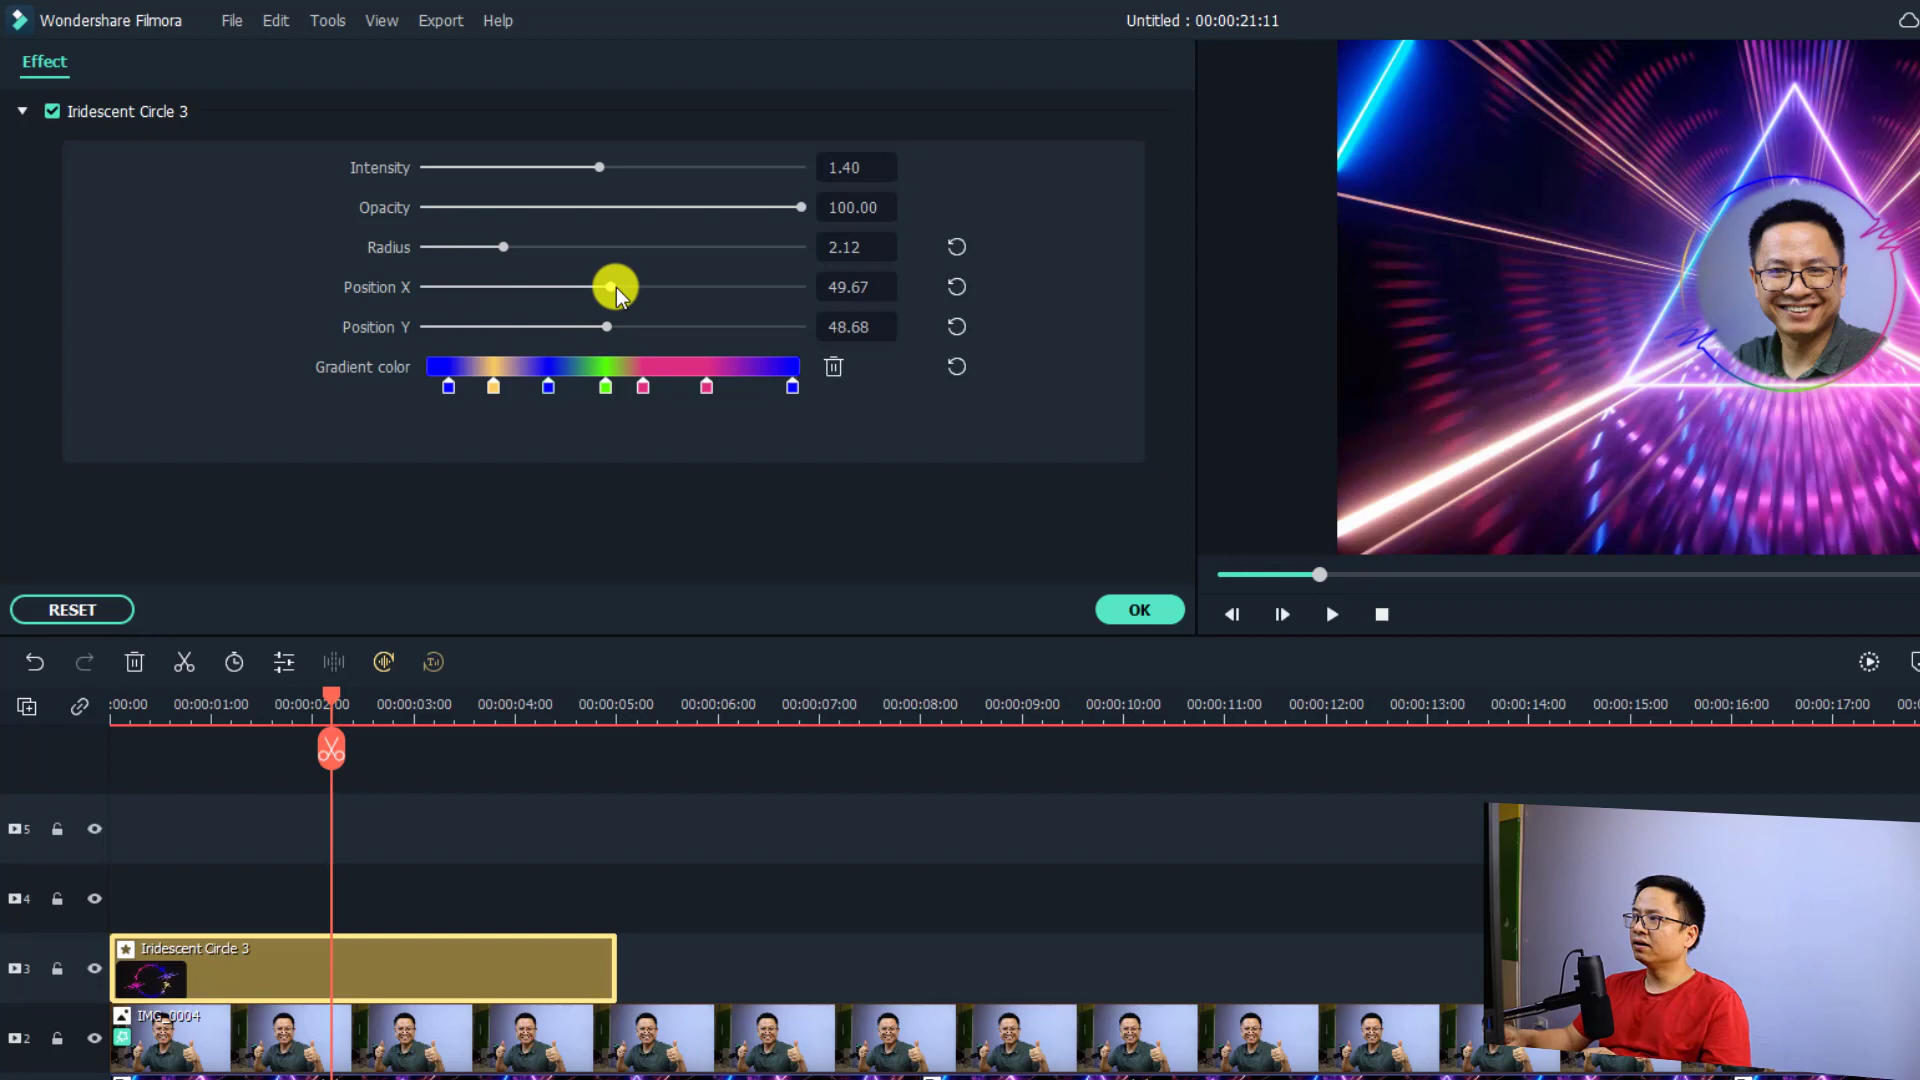 Wondershare Filmora File Edit Tools View Export Help Untitled : 00:00:21:11
Effect
Iridescent Circle 3
Intensity 1.40
Opacity 100.00
Radius 2.12
Position X 49.67
Position Y 48.68
Gradient color
RESET OK
:00:00 00:00:01:00 00:00:02:00 00:00:03:00 00:00:04:00 00:00:05:00 00:00:06:00 00:00:07:00 00:00:08:00 00:00:09:00 00:00:10:00 00:00:11:00 00:00:12:00 00:00:13:00 00:00:14:00 00:00:15:00 00:00:16:00 00:00:17:00 00:0
5
4
Iridescent Circle 3
3
IMG_0004
2